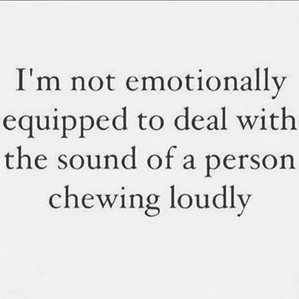 I'm not emotionally
equipped to deal with
the sound of a person
chewing loudly